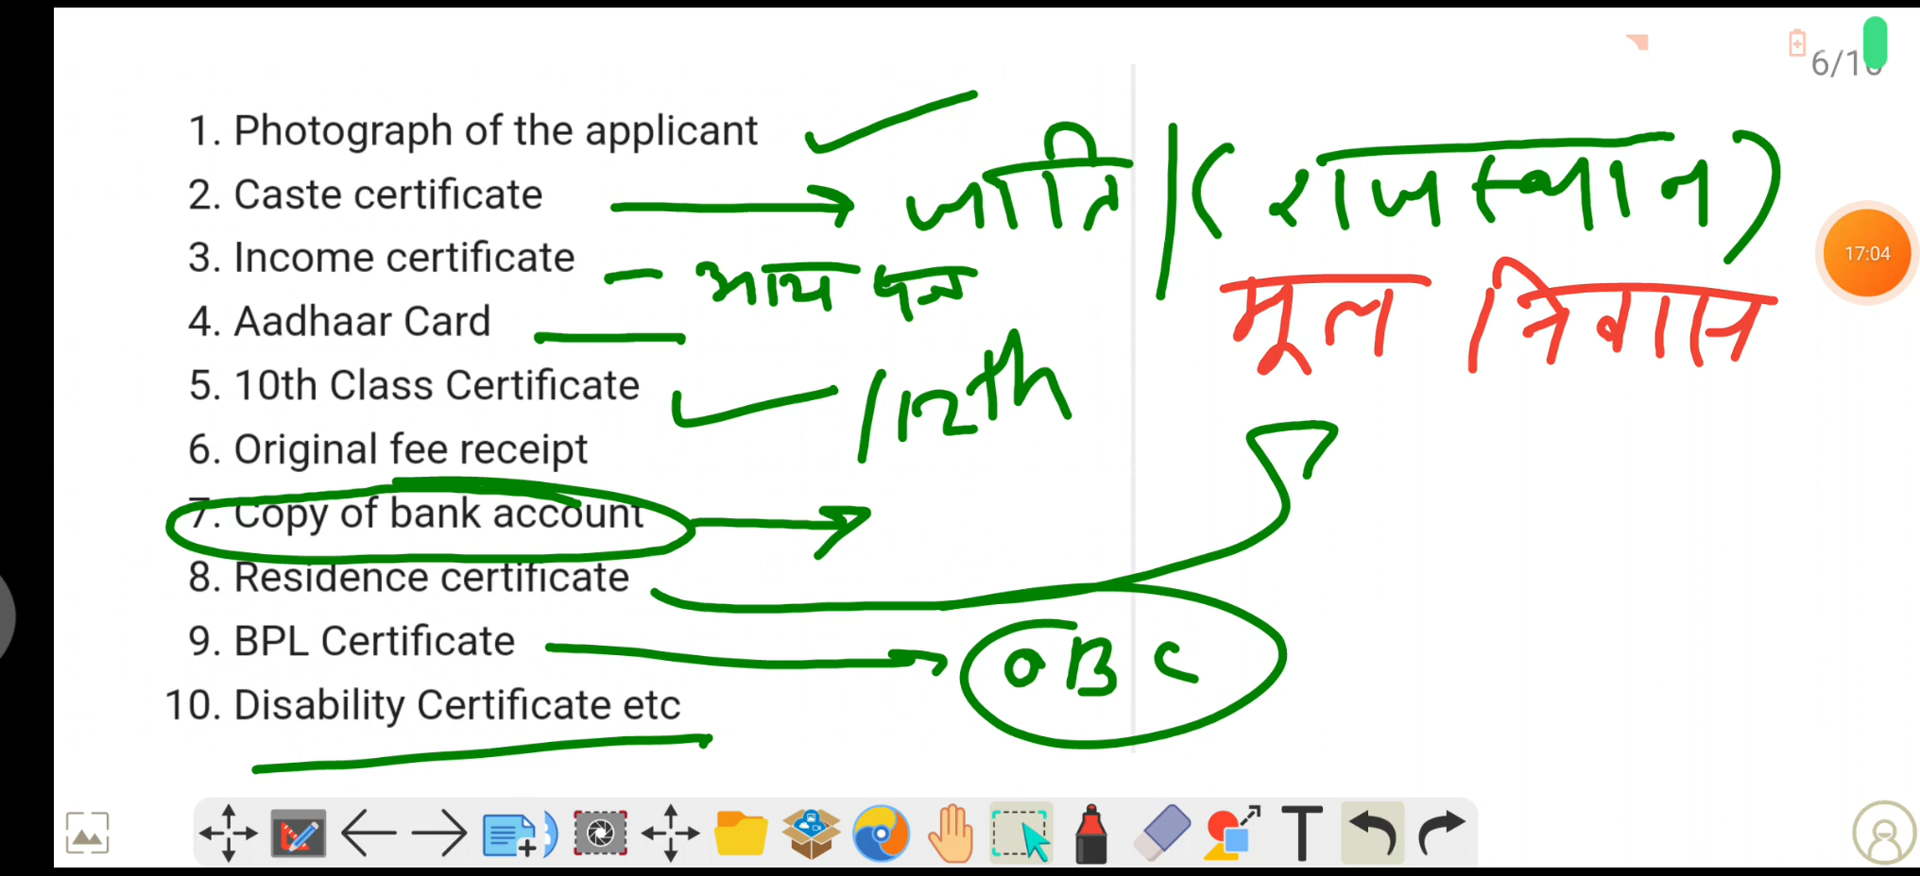 6/16
1. Photograph of the applicant
2. Caste certificate जाति (राजस्थान)
3. Income certificate आय पत्र मूल निवास
17:04
4. Aadhaar Card
5. 10th Class Certificate /12th
6. Original fee receipt
7. Copy of bank account
8. Residence certificate
9. BPL Certificate OBC
10. Disability Certificate etc